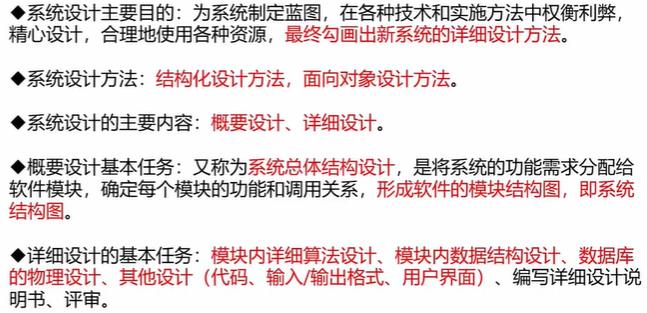 ◆系统设计主要目的：为系统制定蓝图，在各种技术和实施方法中权衡利弊，
精心设计，合理地使用各种资源，最终勾画出新系统的详细设计方法。
◆系统设计方法：结构化设计方法，面向对象设计方法。
◆系统设计的主要内容：概要设计、详细设计。
◆概要设计基本任务：又称为系统总体结构设计，是将系统的功能需求分配给
软件模块，确定每个模块的功能和调用关系，形成软件的模块结构图，即系统
结构图。
◆详细设计的基本任务：模块内详细算法设计、模块内数据结构设计、数据库
的物理设计、其他设计（代码、输入/输出格式、用户界面）、编写详细设计说
明书、评审。